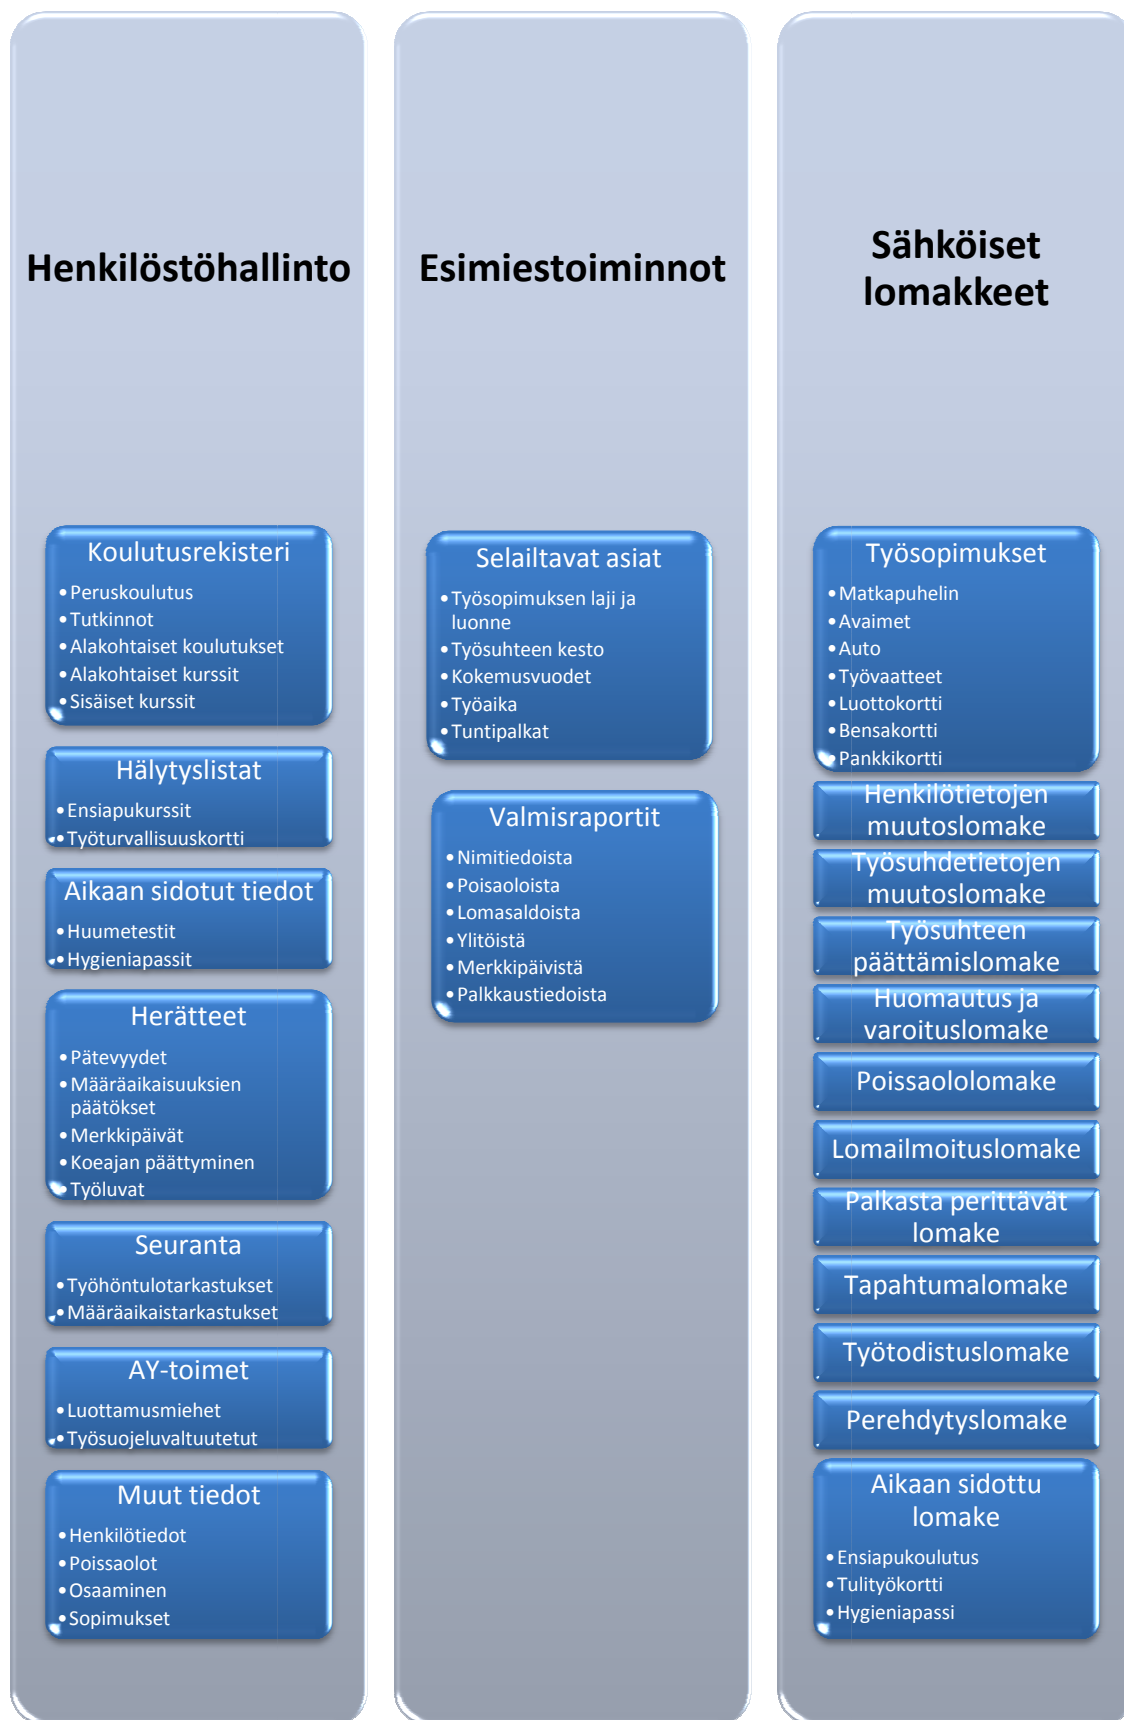 Henkilöstöhallinto
Koulutusrekisteri
•Peruskoulutus
•Tutkinnot
•Alakohtaiset koulutukset
•Alakohtaiset kurssit
•Sisäiset kurssit
Hälytyslistat
•Ensiapukurssit
•Työturvallisuuskortti
Aikaan sidotut tiedot
•Huumetestit
•Hygieniapassit
Herätteet
•Pätevyydet
•Määräaikaisuuksien
päätökset
•Merkkipäivät
•Koeajan päättyminen
•Työluvat
Seuranta
•Työhöntulotarkastukset
•Määräaikaistarkastukset
AY-toimet
•Luottamusmiehet
•Työsuojeluvaltuutetut
Muut tiedot
•Henkilötiedot
•Poissaolot
•Osaaminen
•Sopimukset
Esimiestoiminnot
Selailtavat asiat
•Työsopimuksen laji ja
luonne
•Työsuhteen kesto
•Kokemusvuodet
•Työaika
•Tuntipalkat
Valmisraportit
•Nimitiedoista
•Poisaoloista
•Lomasaldoista
•Ylitöistä
•Merkkipäivistä
•Palkkaustiedoista
Sähköiset
lomakkeet
Työsopimukset
•Matkapuhelin
•Avaimet
•Auto
•Työvaatteet
•Luottokortti
•Bensakortti
•Pankkikortti
Henkilötietojen
muutoslomake
Työsuhdetietojen
muutoslomake
Työsuhteen
päättämislomake
Huomautus ja
varoituslomake
Poissaololomake
Lomailmoituslomake
Palkasta perittävät
lomake
Tapahtumalomake
Työtodistuslomake
Perehdytyslomake
Aikaan sidottu
lomake
•Ensiapukoulutus
•Tulityökortti
•Hygieniapassi